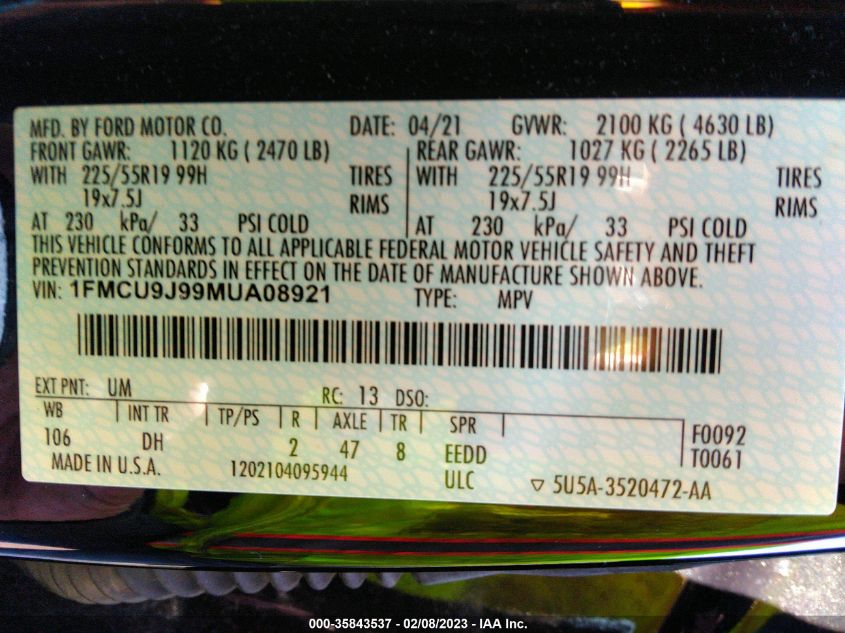 MFD. BY FORD MOTOR CO. DATE: 04/21 GVWR: 2100 KG ( 4630 LB)
FRONT GAWR: 1120 KG ( 2470 LB) REAR GAWR: 1027 KG ( 2265 LB)
WITH 225/55R19 99H TIRES WITH 225/55R19 99H TIRES
19x7.5J RIMS 19x7.5J RIMS
AT 230 kPa/ 33 PSI COLD AT 230 kPa/ 33 PSI COLD
THIS VEHICLE CONFORMS TO ALL APPLICABLE FEDERAL MOTOR VEHICLE SAFETY AND THEFT
PREVENTION STANDARDS IN EFFECT ON THE DATE OF MANUFACTURE SHOWN ABOVE.
VIN: 1FMCU9J99MUA08921 TYPE: MPV
EXT PNT: UM RC: 13 DSO:
WB INT TR TP/PS R AXLE TR SPR F0092
106 DH 2 47 8 EEDD T0061
MADE IN U.S.A. 1202104095944 ULC ▽ 5U5A-3520472-AA
000-35843537 - 02/08/2023 - IAA Inc.